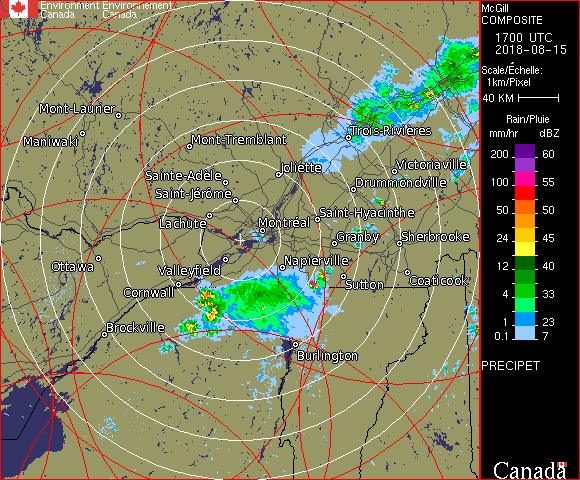 Environment Environnement
Canada Canada
McGill
COMPOSITE
1700 UTC
2018-08-15
Scale/Échelle:
1km/Pixel
40 KM
Rain/Pluie
mm/hr dBZ
200 60
100 55
50 50
24 45
12 40
4 33
1 23
0.1 7
PRECIPET
Canada
Mont-Laurier
Maniwaki
Mont-Tremblant
Trois-Rivières
Sainte-Adèle
Joliette
Victoriaville
Saint-Jérôme
Drummondville
Lachute
Montréal
Saint-Hyacinthe
Granby
Sherbrooke
Ottawa
Valleyfield
Napierville
Cornwall
Sutton
Coaticook
Brockville
Burlington